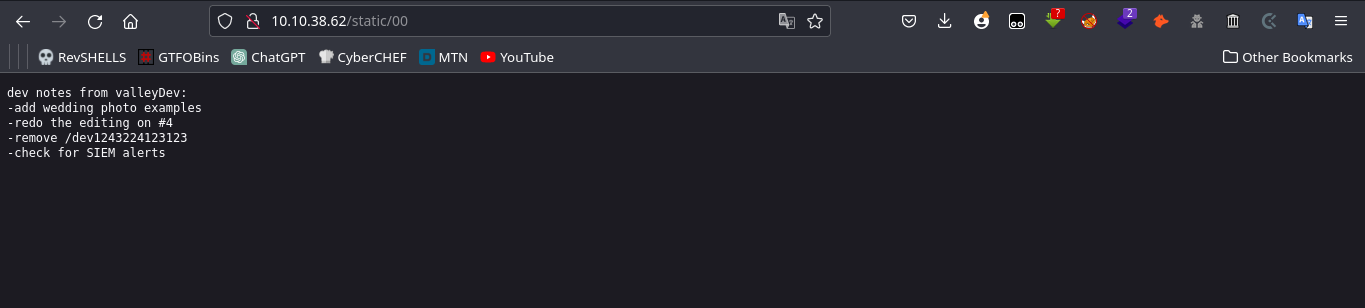 10.10.38.62/static/00
? 2
RevSHELLS GTFOBins ChatGPT CyberCHEF MTN YouTube Other Bookmarks
dev notes from valleyDev:
-add wedding photo examples
-redo the editing on #4
-remove /dev1243224123123
-check for SIEM alerts